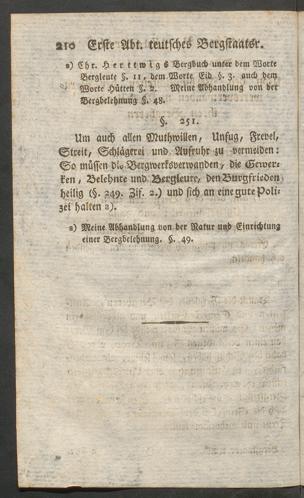 210 Erste Abt. teutsches Bergstaatsr.
a) Chr. Herttwigs Bergbuch unter dem Worte
Bergleute §. 11, dem Worte Eid §. 3. auch dem
Worte Hütten §. 2. Meine Abhandlung von der
Bergbelehnung §. 48.
§. 251.
Um auch allen Muthwillen, Unfug, Frevel,
Streit, Schlägerei und Aufruhr zu vermeiden:
So müssen die Bergwerksverwanden, die Gewer-
ken, Belehnte und Bergleute, den Burgfrieden
heilig (§. 249. Zif. 2.) und sich an eine gute Poli-
zei halten a).
a) Meine Abhandlung von der Natur und Einrichtung
einer Bergbelehnung. §. 49.